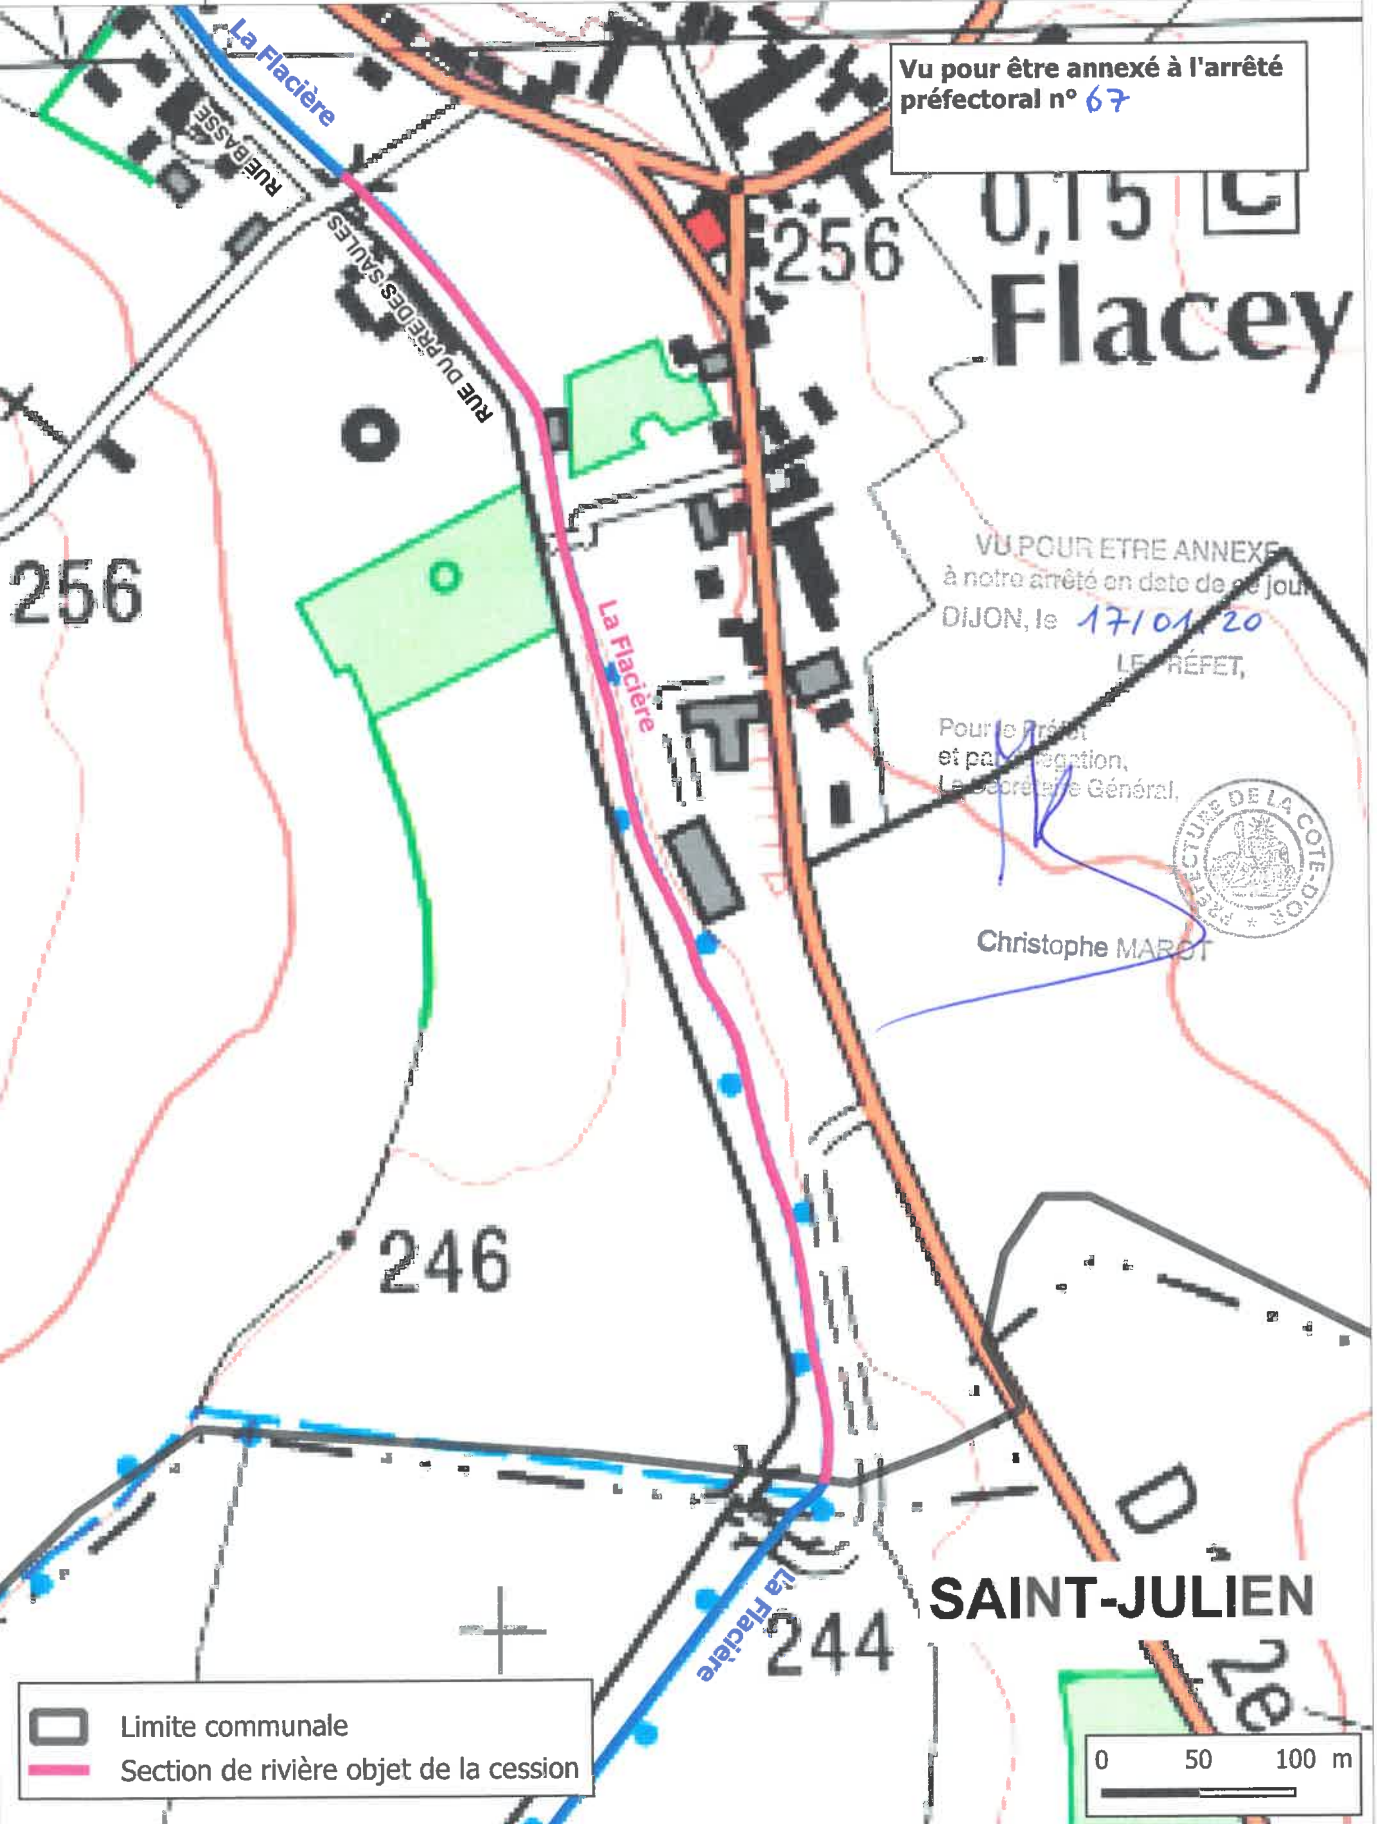 La Flacière
Vu pour être annexé à l'arrêté
préfectoral n° 67
RUE BASSE
0,15 C
RUE DU PRE DES SAULES
256
Flacey
VU POUR ETRE ANNEXE
à notre arrêté en date de ce jour
DIJON, le 17/01/20
256
La Flacière
LE PRÉFET,
Pour le Préfet
et par délégation,
Le Secrétaire Général,
PREFECTURE DE LA COTE-D'OR
Christophe MAROT
246
D
SAINT-JULIEN
La Flacière
244
2e
Limite communale
Section de rivière objet de la cession
0 50 100 m